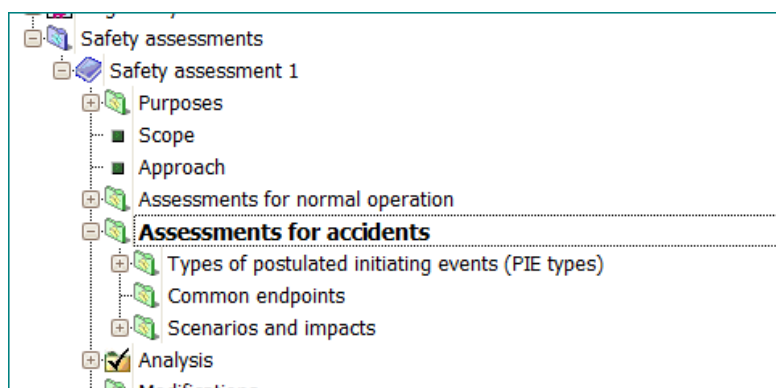 Safety assessments
Safety assessment 1
Purposes
Scope
Approach
Assessments for normal operation
Assessments for accidents
Types of postulated initiating events (PIE types)
Common endpoints
Scenarios and impacts
Analysis